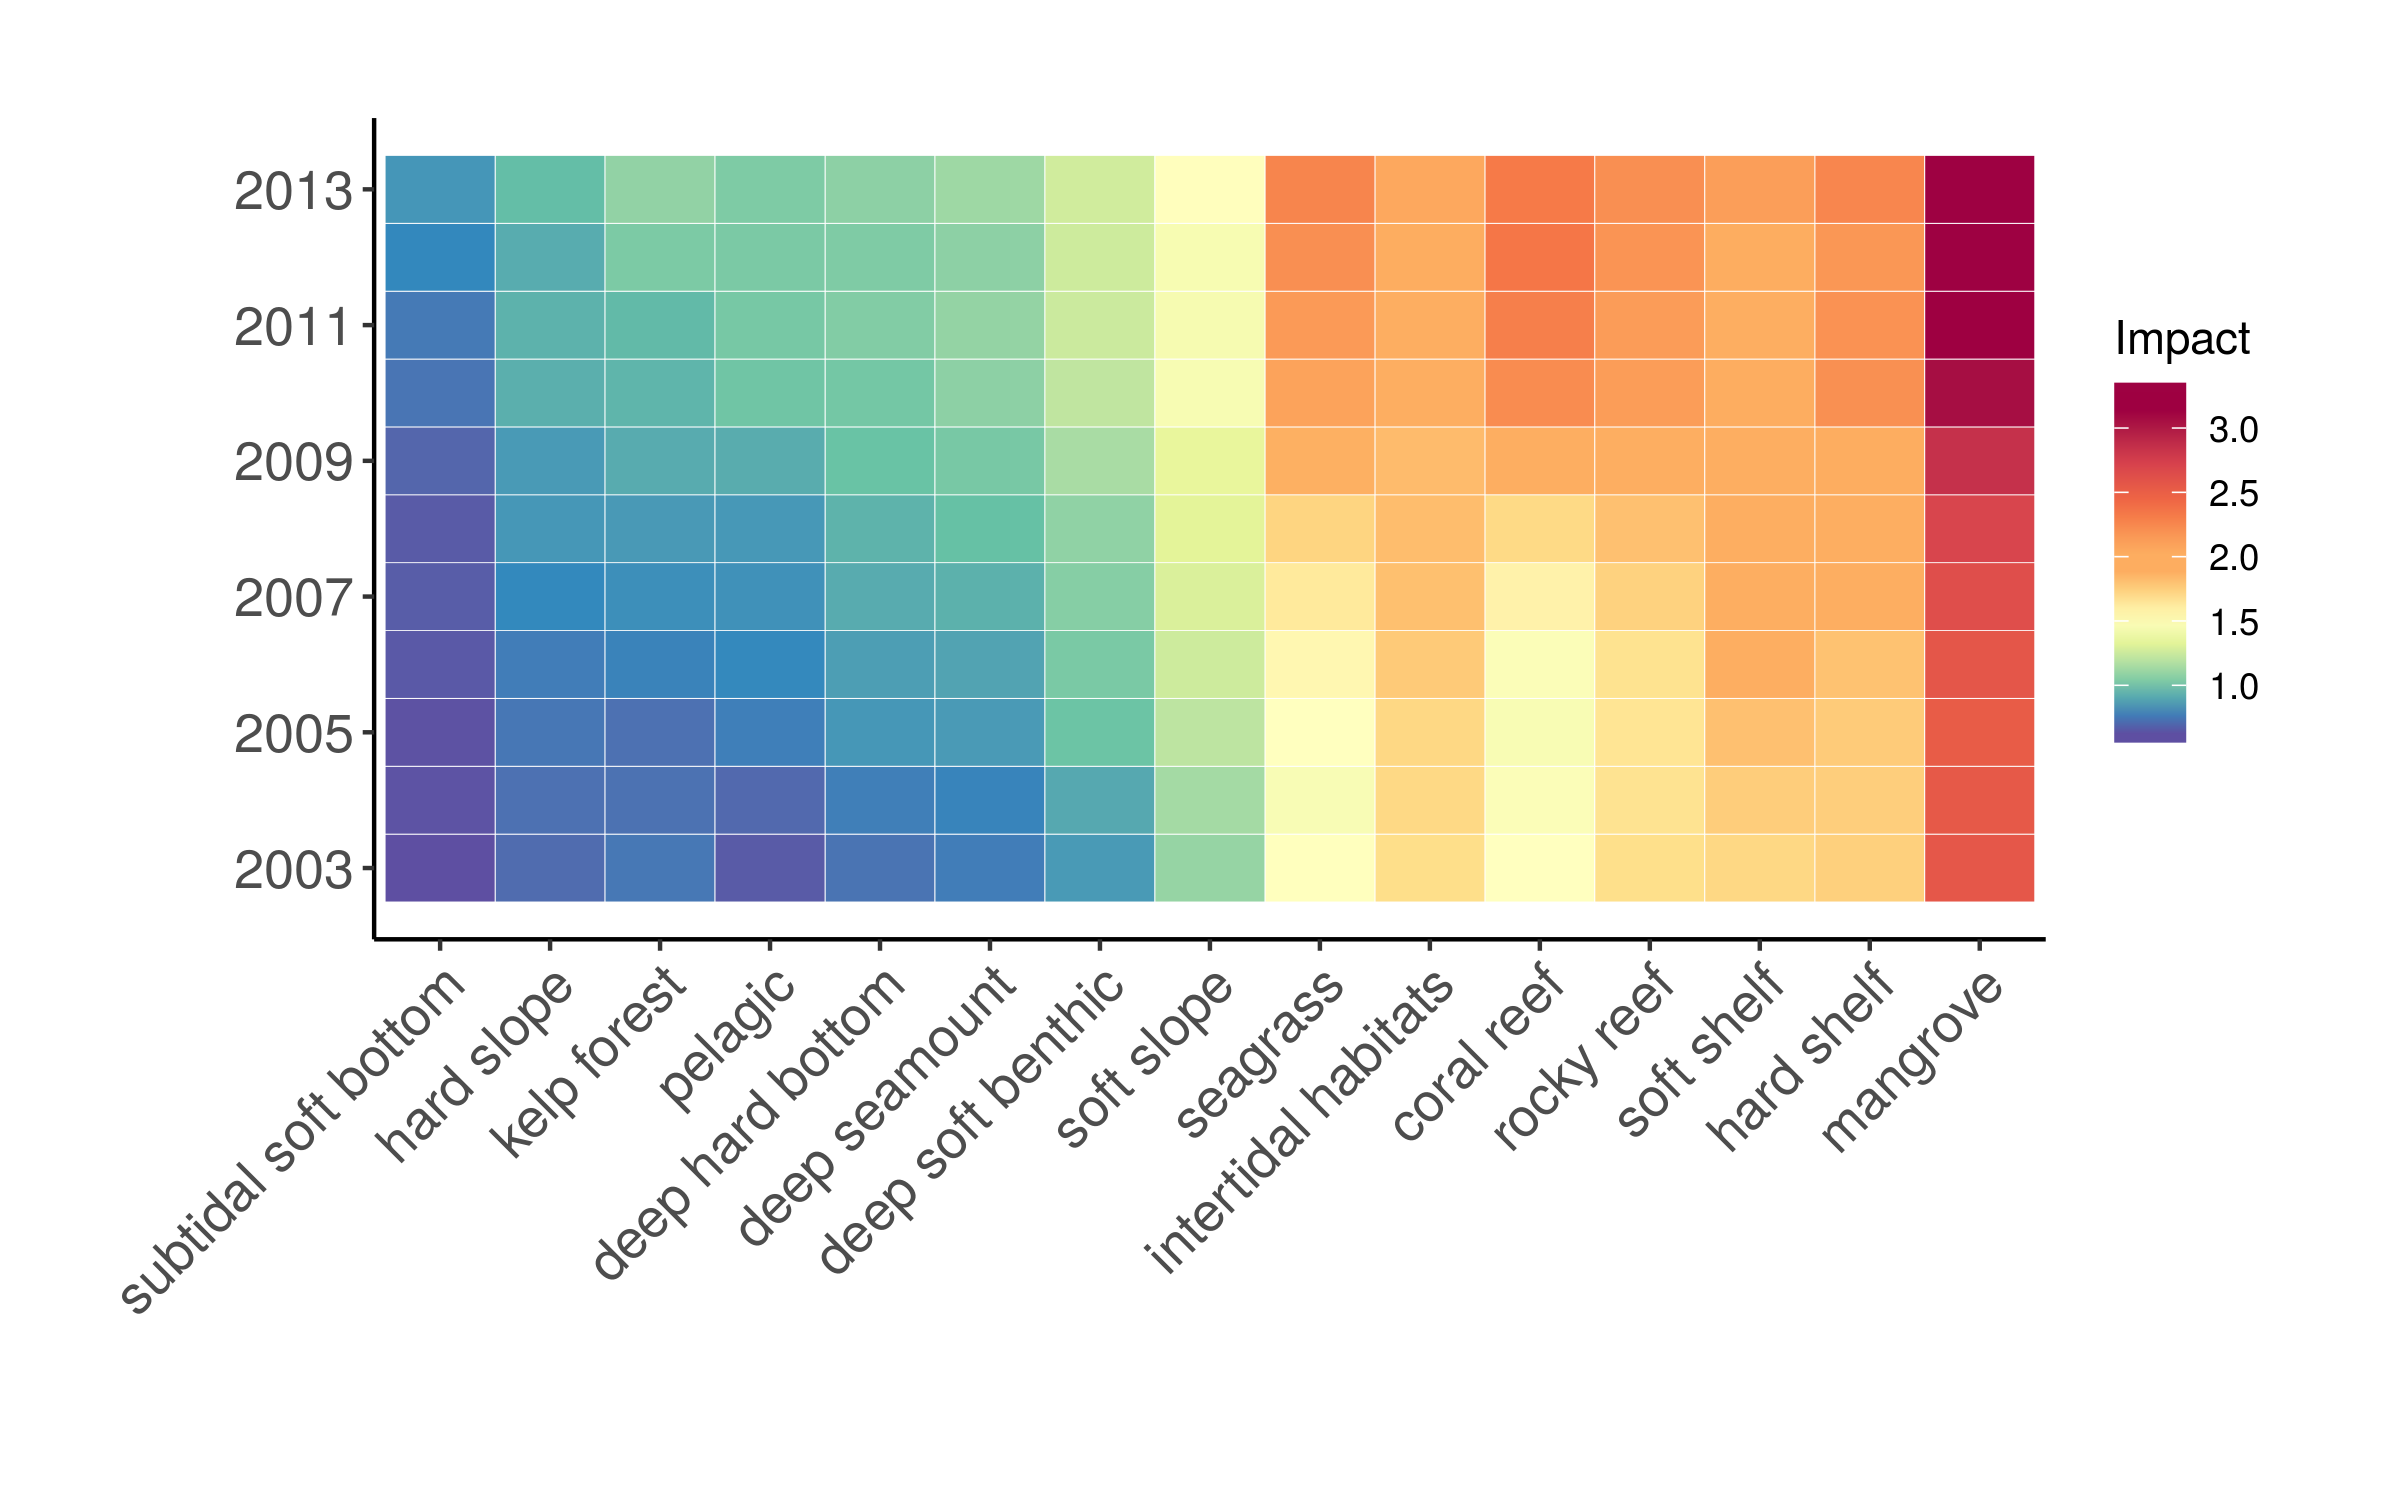 2013
2011
2009
2007
2005
2003
subtidal soft bottom
hard slope
kelp forest
pelagic
deep hard bottom
deep seamount
deep soft benthic
soft slope
seagrass
intertidal habitats
coral reef
rocky reef
soft shelf
hard shelf
mangrove
Impact
3.0
2.5
2.0
1.5
1.0